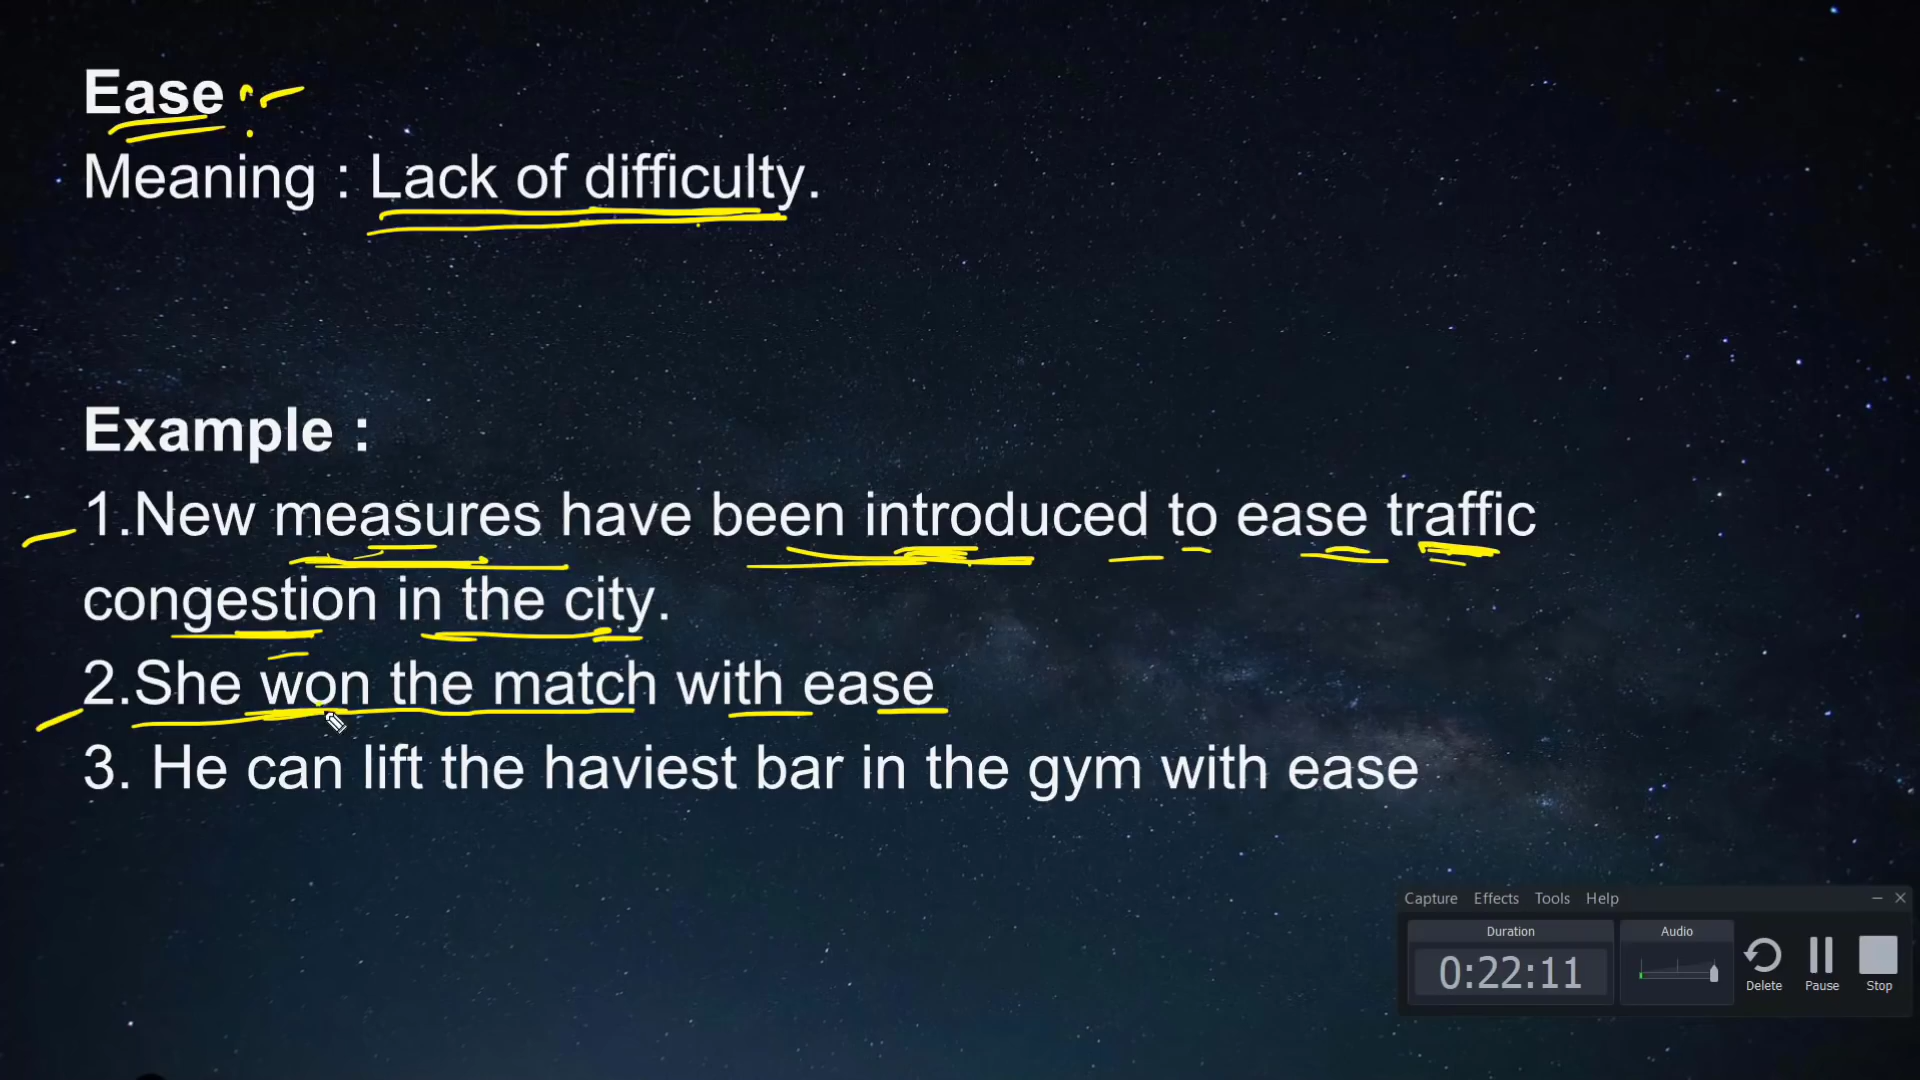 Ease :-
Meaning : Lack of difficulty.
Example :
1.New measures have been introduced to ease traffic
congestion in the city.
2.She won the match with ease
3. He can lift the haviest bar in the gym with ease
Capture Effects Tools Help
Duration Audio
0:22:11
Delete Pause Stop